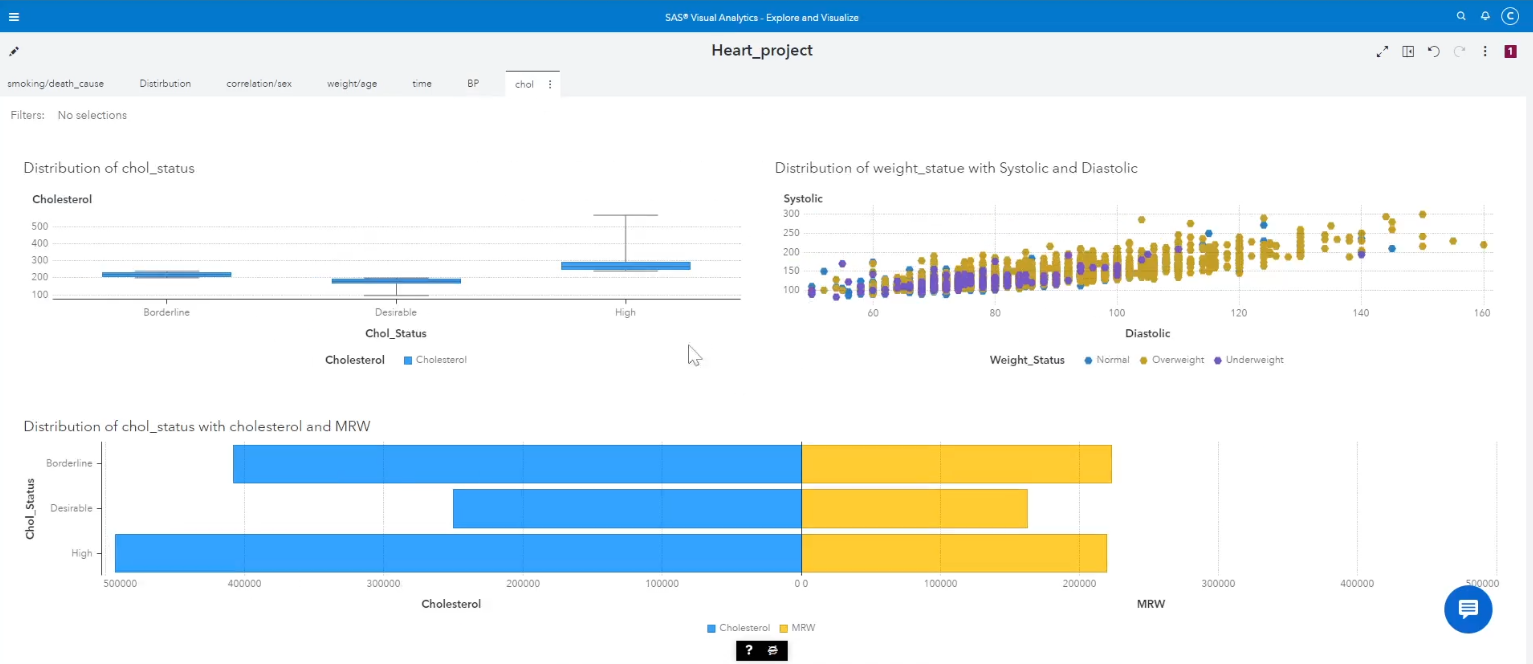 SAS® Visual Analytics - Explore and Visualize
C
Heart_project
1
smoking/death_cause Distirbution correlation/sex weight/age time BP chol
Filters: No selections
Distribution of chol_status
Cholesterol
500
400
300
200
100
Borderline Desirable High
Chol_Status
Cholesterol Cholesterol
Distribution of weight_statue with Systolic and Diastolic
Systolic
300
250
200
150
100
60 80 100 120 140 160
Diastolic
Weight_Status Normal Overweight Underweight
Distribution of chol_status with cholesterol and MRW
Chol_Status
Borderline
Desirable
High
500000 400000 300000 200000 100000 0 0 100000 200000 300000 400000 500000
Cholesterol MRW
Cholesterol MRW
?